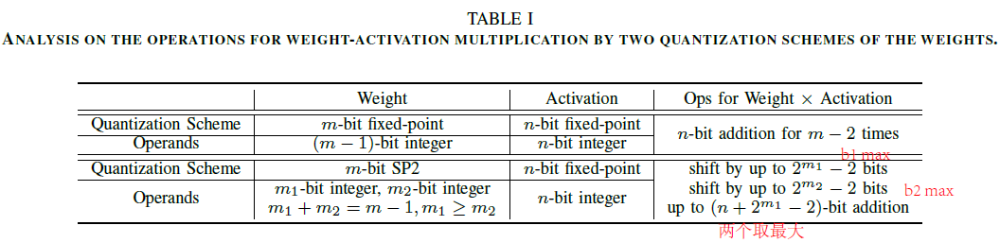 TABLE I
ANALYSIS ON THE OPERATIONS FOR WEIGHT-ACTIVATION MULTIPLICATION BY TWO QUANTIZATION SCHEMES OF THE WEIGHTS.
Weight Activation Ops for Weight × Activation
Quantization Scheme m-bit fixed-point n-bit fixed-point
n-bit addition for m − 2 times
Operands (m − 1)-bit integer n-bit integer
b1 max
Quantization Scheme m-bit SP2 n-bit fixed-point shift by up to 2^{m_1} − 2 bits
Operands m_1-bit integer, m_2-bit integer n-bit integer shift by up to 2^{m_2} − 2 bits b2 max
m_1 + m_2 = m − 1, m_1 ≥ m_2 up to (n + 2^{m_1} − 2)-bit addition
两个取最大